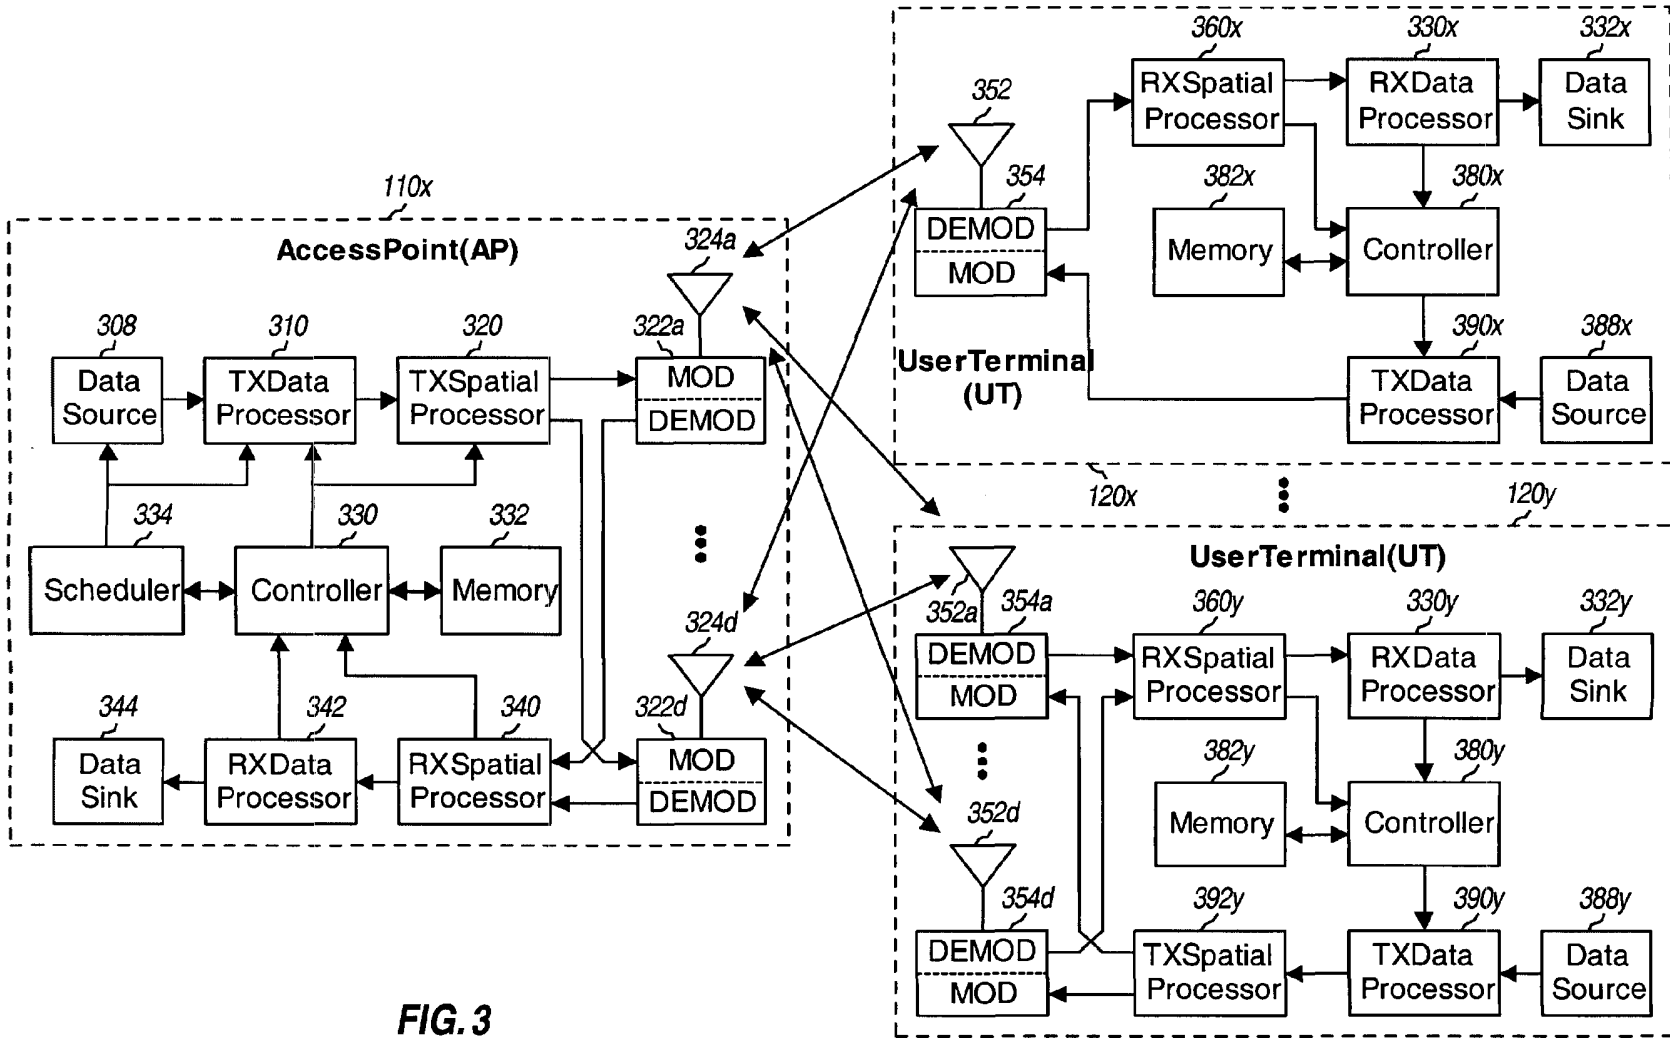 110x
AccessPoint(AP)
324a
308
310
320
322a
Data
Source
TXData
Processor
TXSpatial
Processor
MOD
DEMOD
334
330
332
Scheduler
Controller
Memory
324d
344
342
340
322d
Data
Sink
RXData
Processor
RXSpatial
Processor
MOD
DEMOD
360x
330x
332x
352
RXSpatial
Processor
RXData
Processor
Data
Sink
354
382x
380x
DEMOD
MOD
Memory
Controller
390x
388x
UserTerminal
(UT)
TXData
Processor
Data
Source
120x
120y
UserTerminal(UT)
352a
354a
360y
330y
332y
DEMOD
MOD
RXSpatial
Processor
RXData
Processor
Data
Sink
382y
380y
Memory
Controller
352d
354d
392y
390y
388y
DEMOD
MOD
TXSpatial
Processor
TXData
Processor
Data
Source
FIG. 3